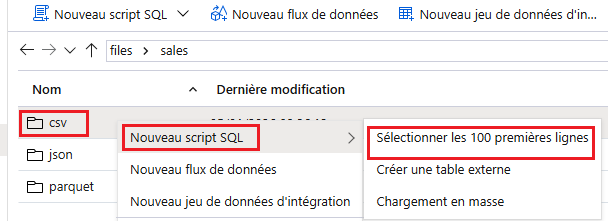 Nouveau script SQL Nouveau flux de données Nouveau jeu de données d'in...
files > sales
Nom Dernière modification
csv
Nouveau script SQL Sélectionner les 100 premières lignes
json
Nouveau flux de données Créer une table externe
parquet
Nouveau jeu de données d'intégration Chargement en masse